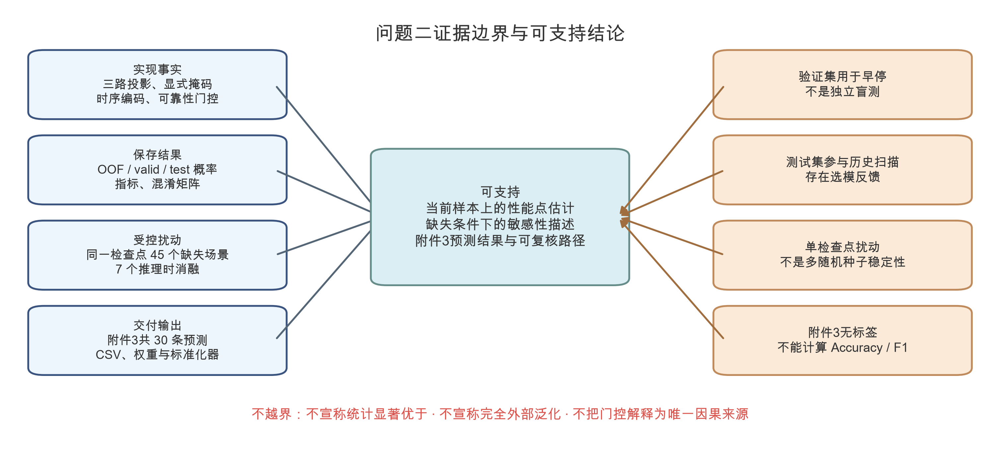 问题二证据边界与可支持结论
实现事实
三路投影、显式掩码
时序编码、可靠性门控
保存结果
OOF / valid / test 概率
指标、混淆矩阵
受控扰动
同一检查点 45 个缺失场景
7 个推理时消融
交付输出
附件3共 30 条预测
CSV、权重与标准化器
可支持
当前样本上的性能点估计
缺失条件下的敏感性描述
附件3预测结果与可复核路径
验证集用于早停
不是独立盲测
测试集参与历史扫描
存在选模反馈
单检查点扰动
不是多随机种子稳定性
附件3无标签
不能计算 Accuracy / F1
不越界：不宣称统计显著优于 · 不宣称完全外部泛化 · 不把门控解释为唯一因果来源